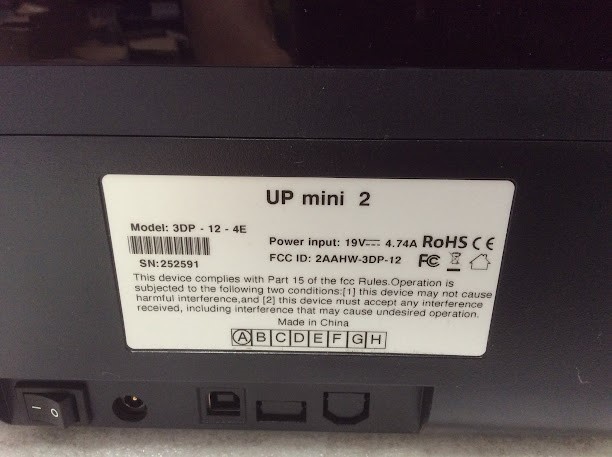 UP mini 2
Model: 3DP - 12 - 4E
SN:252591
Power input: 19V⎓ 4.74A RoHS CE
FCC ID: 2AAHW-3DP-12 FC
This device complies with Part 15 of the fcc Rules.Operation is
subjected to the following two conditions:[1] this device may not cause
harmful interference,and [2] this device must accept any interference
received, including interference that may cause undesired operation.
Made in China
A B C D E F G H
I O